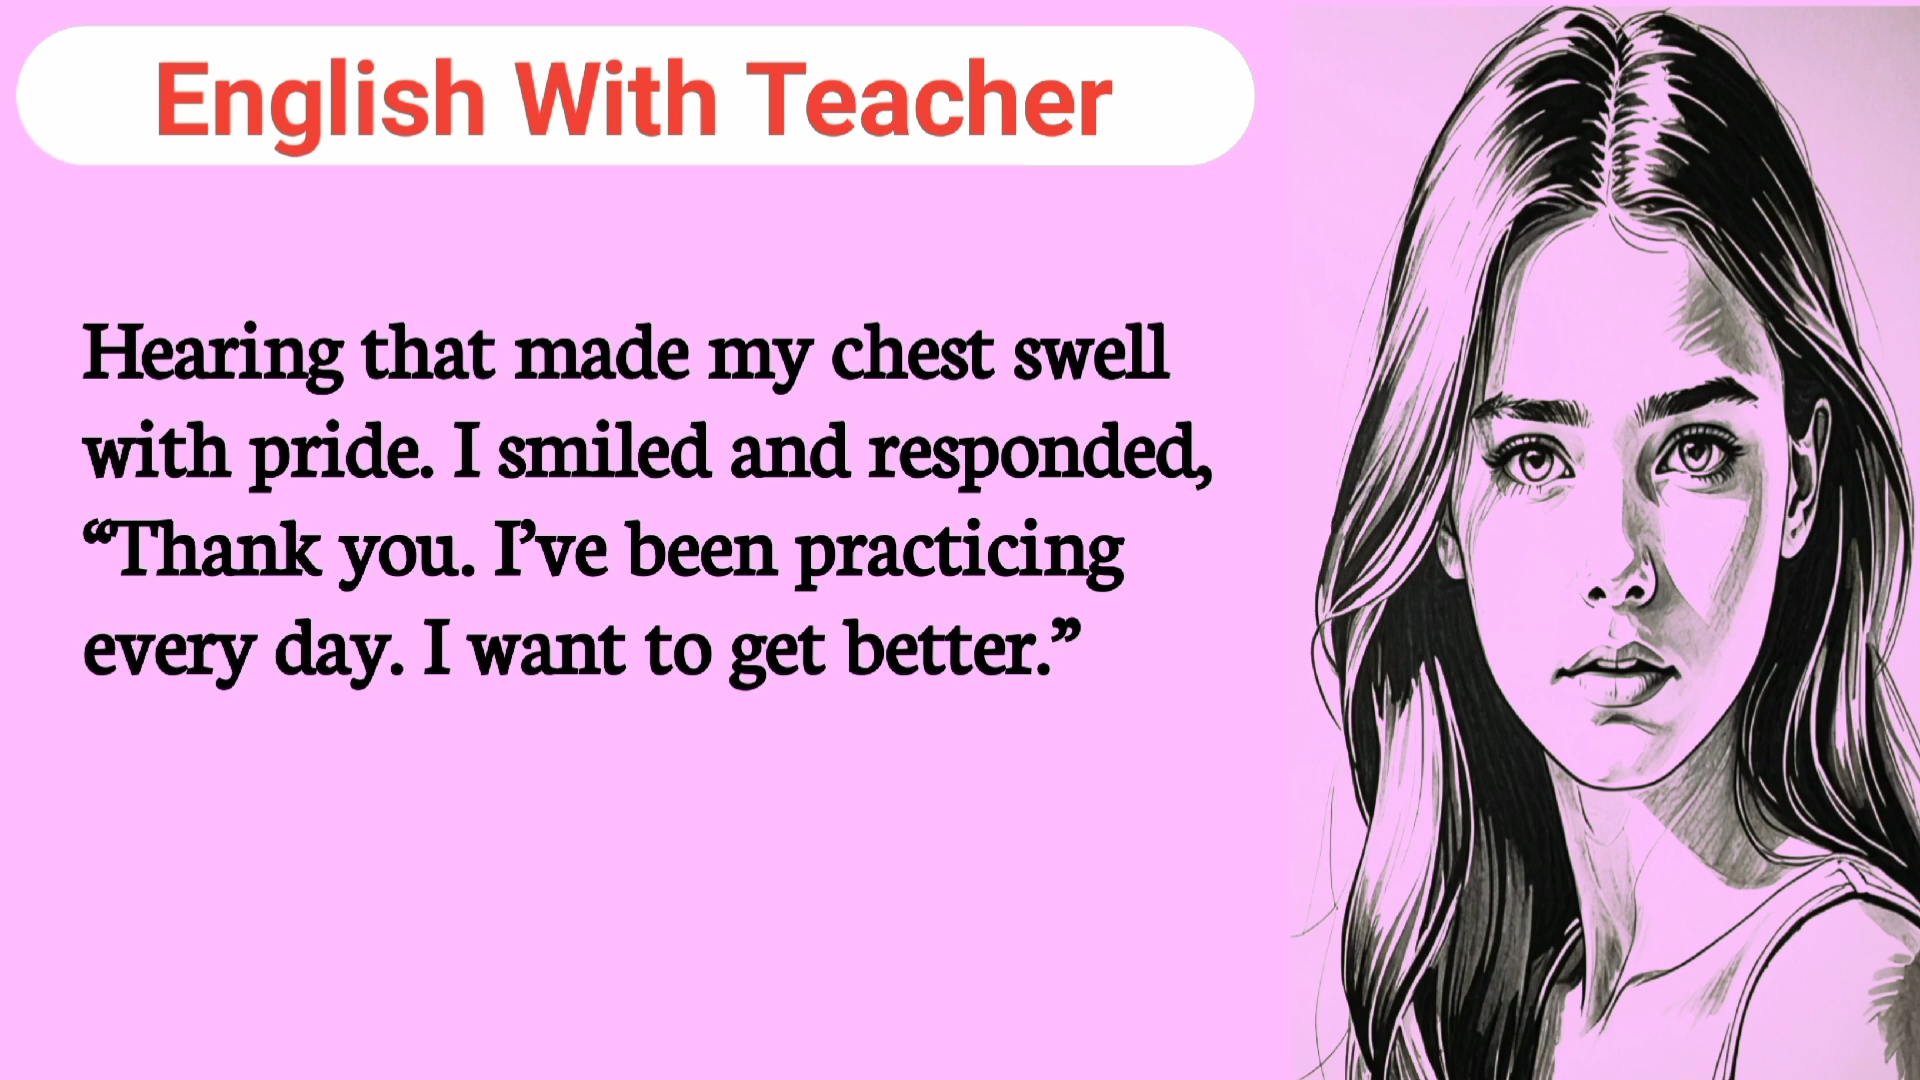 English With Teacher
Hearing that made my chest swell
with pride. I smiled and responded,
“Thank you. I’ve been practicing
every day. I want to get better.”